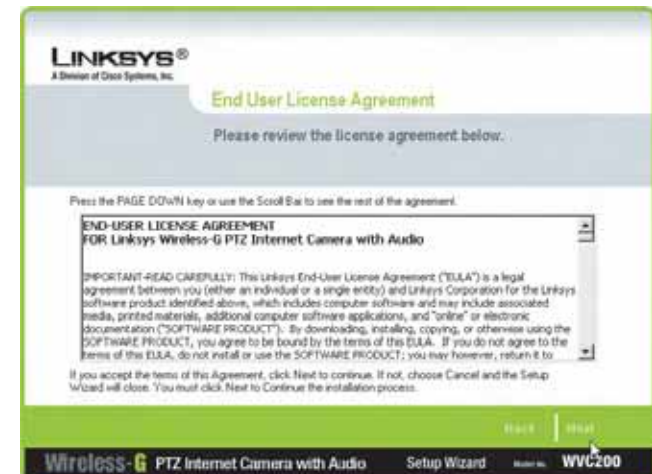 LINKSYS®
A Division of Cisco Systems, Inc.
End User License Agreement
Please review the license agreement below.
Press the PAGE DOWN key or use the Scroll Bar to see the rest of the agreement.
END-USER LICENSE AGREEMENT
FOR Linksys Wireless-G PTZ Internet Camera with Audio
IMPORTANT-READ CAREFULLY: This Linksys End-User License Agreement ("EULA") is a legal
agreement between you (either an individual or a single entity) and Linksys Corporation for the Linksys
software product identified above, which includes computer software and may include associated
media, printed materials, additional computer software applications, and "online" or electronic
documentation ("SOFTWARE PRODUCT"). By downloading, installing, copying, or otherwise using the
SOFTWARE PRODUCT, you agree to be bound by the terms of this EULA. If you do not agree to the
terms of this EULA, do not install or use the SOFTWARE PRODUCT; you may however, return it to
If you accept the terms of this Agreement, click Next to continue. If not, choose Cancel and the Setup
Wizard will close. You must click Next to Continue the installation process.
Back Next
Wireless-G PTZ Internet Camera with Audio Setup Wizard Model No. WVC200